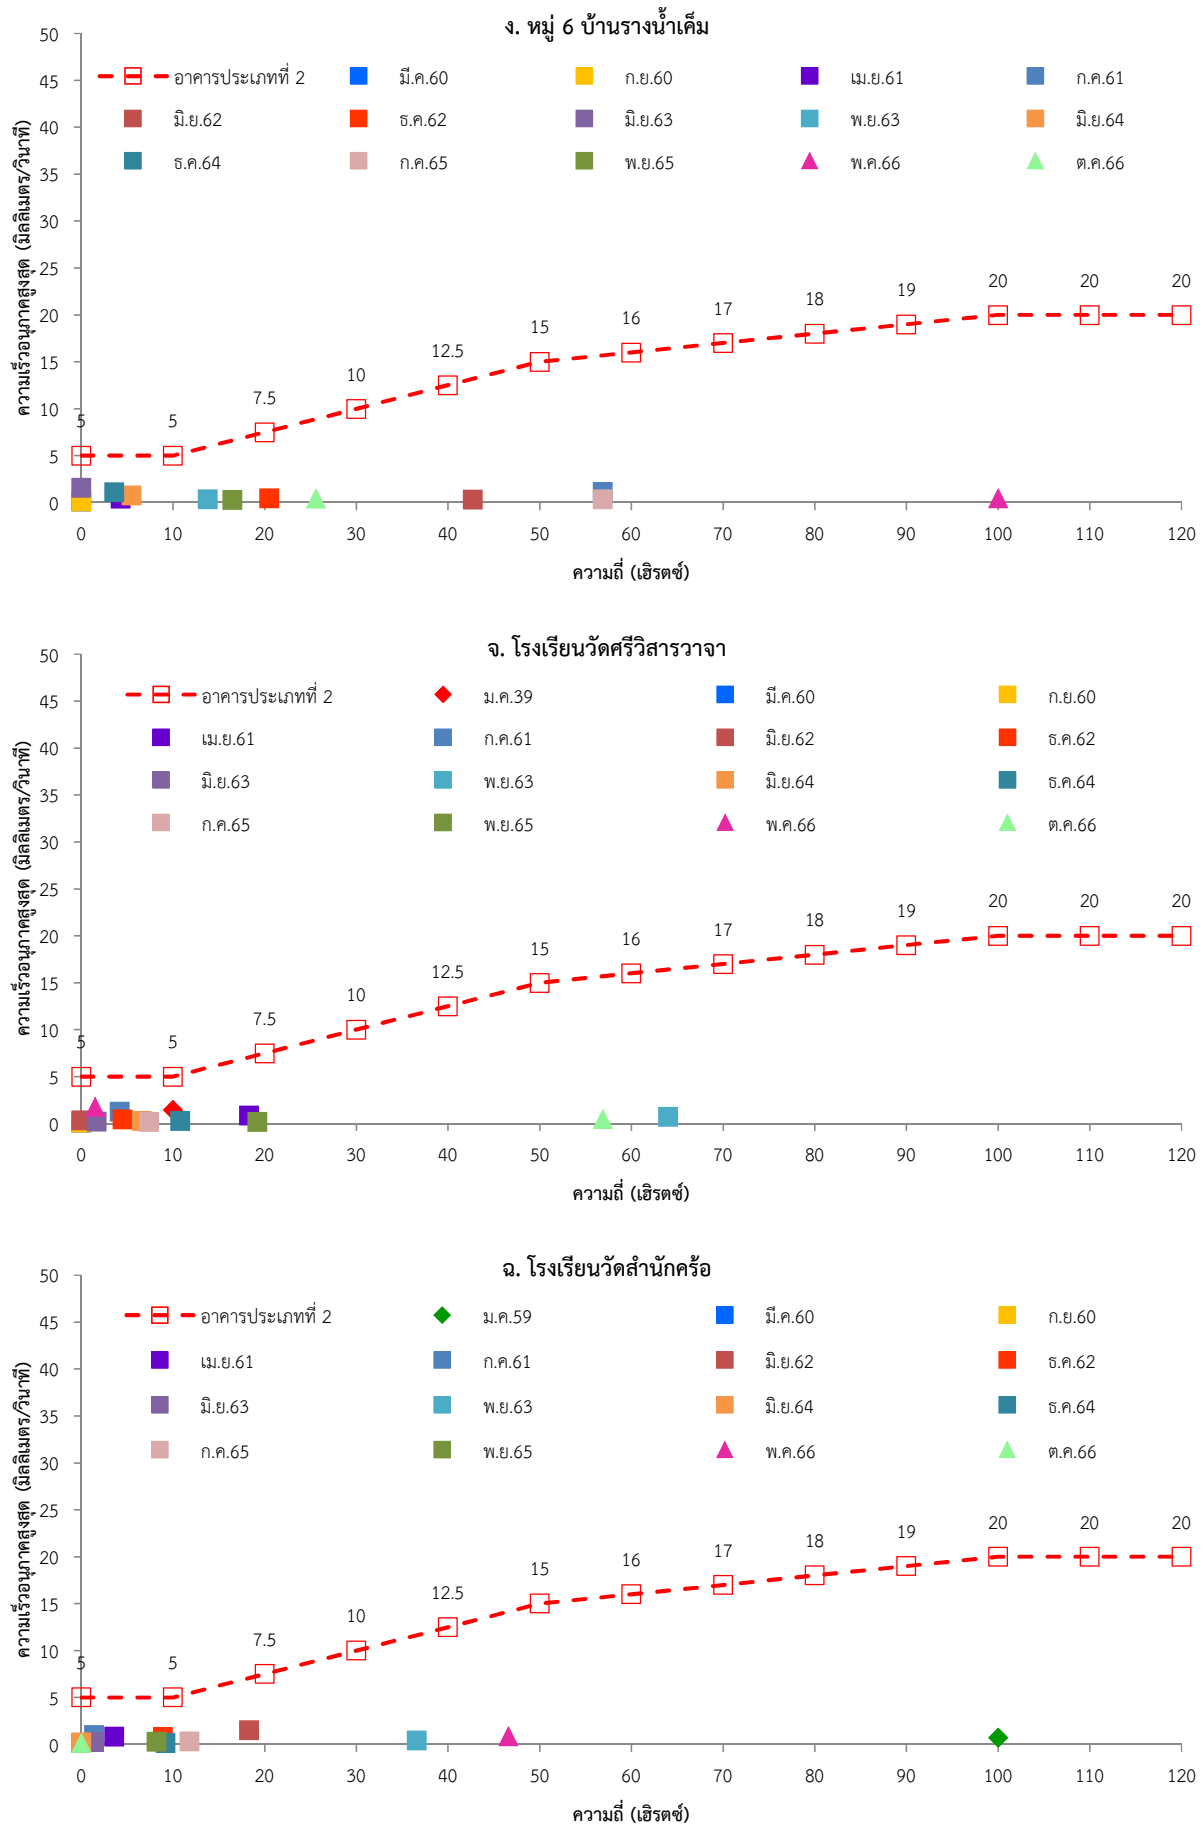 ง. หมู่ 6 บ้านรางน้ำเค็ม
ความเร็วอนุภาคสูงสุด (มิลลิเมตร/วินาที)
50
45
40
35
30
25
20
15
10
5
0
อาคารประเภทที่ 2 มี.ค.60 ก.ย.60 เม.ย.61 ก.ค.61
มิ.ย.62 ธ.ค.62 มิ.ย.63 พ.ย.63 มิ.ย.64
ธ.ค.64 ก.ค.65 พ.ย.65 พ.ค.66 ต.ค.66
5 5 7.5 10 12.5 15 16 17 18 19 20 20 20
0 10 20 30 40 50 60 70 80 90 100 110 120
ความถี่ (เฮิรตซ์)
จ. โรงเรียนวัดศรีวิสารวาจา
ความเร็วอนุภาคสูงสุด (มิลลิเมตร/วินาที)
50
45
40
35
30
25
20
15
10
5
0
อาคารประเภทที่ 2 ม.ค.39 มี.ค.60 ก.ย.60
เม.ย.61 ก.ค.61 มิ.ย.62 ธ.ค.62
มิ.ย.63 พ.ย.63 มิ.ย.64 ธ.ค.64
ก.ค.65 พ.ย.65 พ.ค.66 ต.ค.66
5 5 7.5 10 12.5 15 16 17 18 19 20 20 20
0 10 20 30 40 50 60 70 80 90 100 110 120
ความถี่ (เฮิรตซ์)
ฉ. โรงเรียนวัดสำนักคร้อ
ความเร็วอนุภาคสูงสุด (มิลลิเมตร/วินาที)
50
45
40
35
30
25
20
15
10
5
0
อาคารประเภทที่ 2 ม.ค.59 มี.ค.60 ก.ย.60
เม.ย.61 ก.ค.61 มิ.ย.62 ธ.ค.62
มิ.ย.63 พ.ย.63 มิ.ย.64 ธ.ค.64
ก.ค.65 พ.ย.65 พ.ค.66 ต.ค.66
5 5 7.5 10 12.5 15 16 17 18 19 20 20 20
0 10 20 30 40 50 60 70 80 90 100 110 120
ความถี่ (เฮิรตซ์)